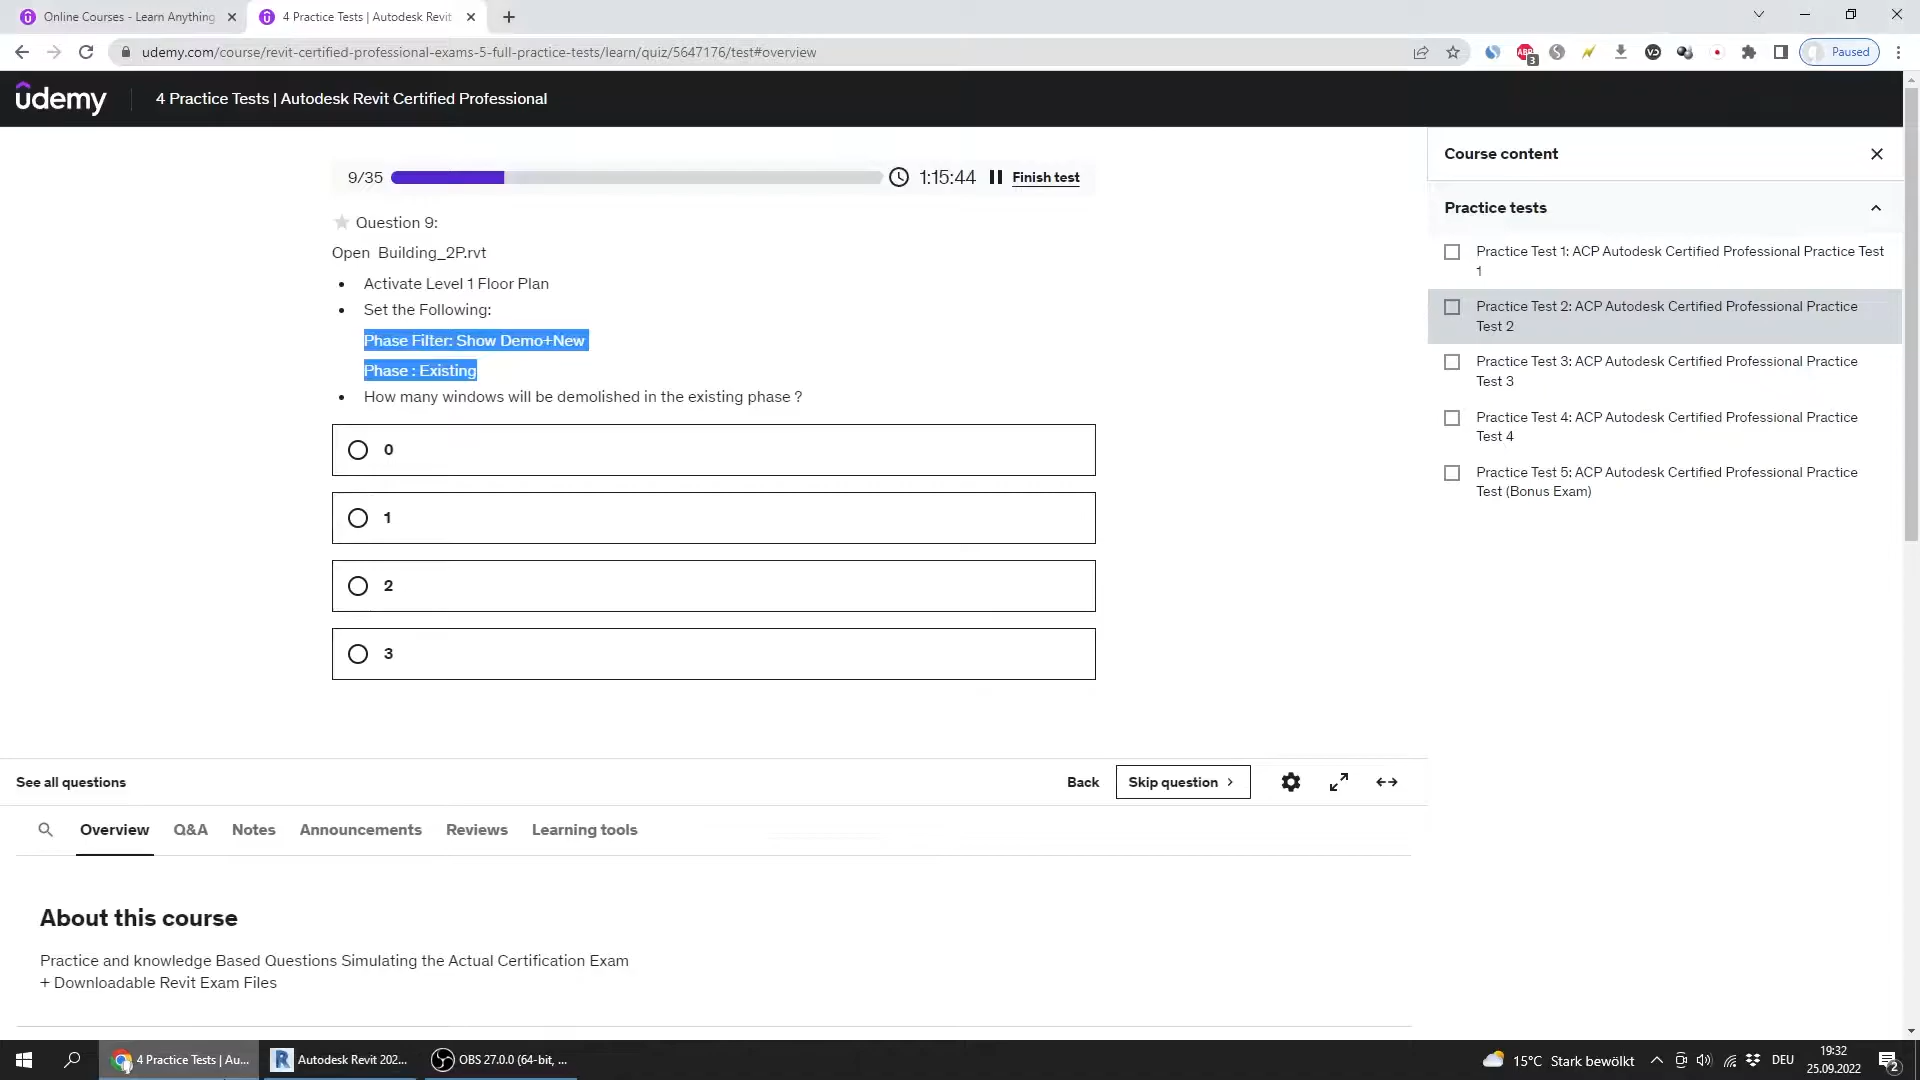 Online Courses - Learn Anything
4 Practice Tests | Autodesk Revit
udemy.com/course/revit-certified-professional-exams-5-full-practice-tests/learn/quiz/5647176/test#overview
ABP
3
Paused
udemy
4 Practice Tests | Autodesk Revit Certified Professional
9/35
1:15:44
Finish test
Question 9:
Open Building_2P.rvt
Activate Level 1 Floor Plan
Set the Following:
Phase Filter: Show Demo+New
Phase : Existing
How many windows will be demolished in the existing phase ?
0
1
2
3
Course content
Practice tests
Practice Test 1: ACP Autodesk Certified Professional Practice Test
1
Practice Test 2: ACP Autodesk Certified Professional Practice
Test 2
Practice Test 3: ACP Autodesk Certified Professional Practice
Test 3
Practice Test 4: ACP Autodesk Certified Professional Practice
Test 4
Practice Test 5: ACP Autodesk Certified Professional Practice
Test (Bonus Exam)
See all questions
Back
Skip question
Overview
Q&A
Notes
Announcements
Reviews
Learning tools
About this course
Practice and knowledge Based Questions Simulating the Actual Certification Exam
+ Downloadable Revit Exam Files
4 Practice Tests | Au...
R
Autodesk Revit 202...
OBS 27.0.0 (64-bit, ...
15°C Stark bewölkt
DEU
19:32
25.09.2022
2